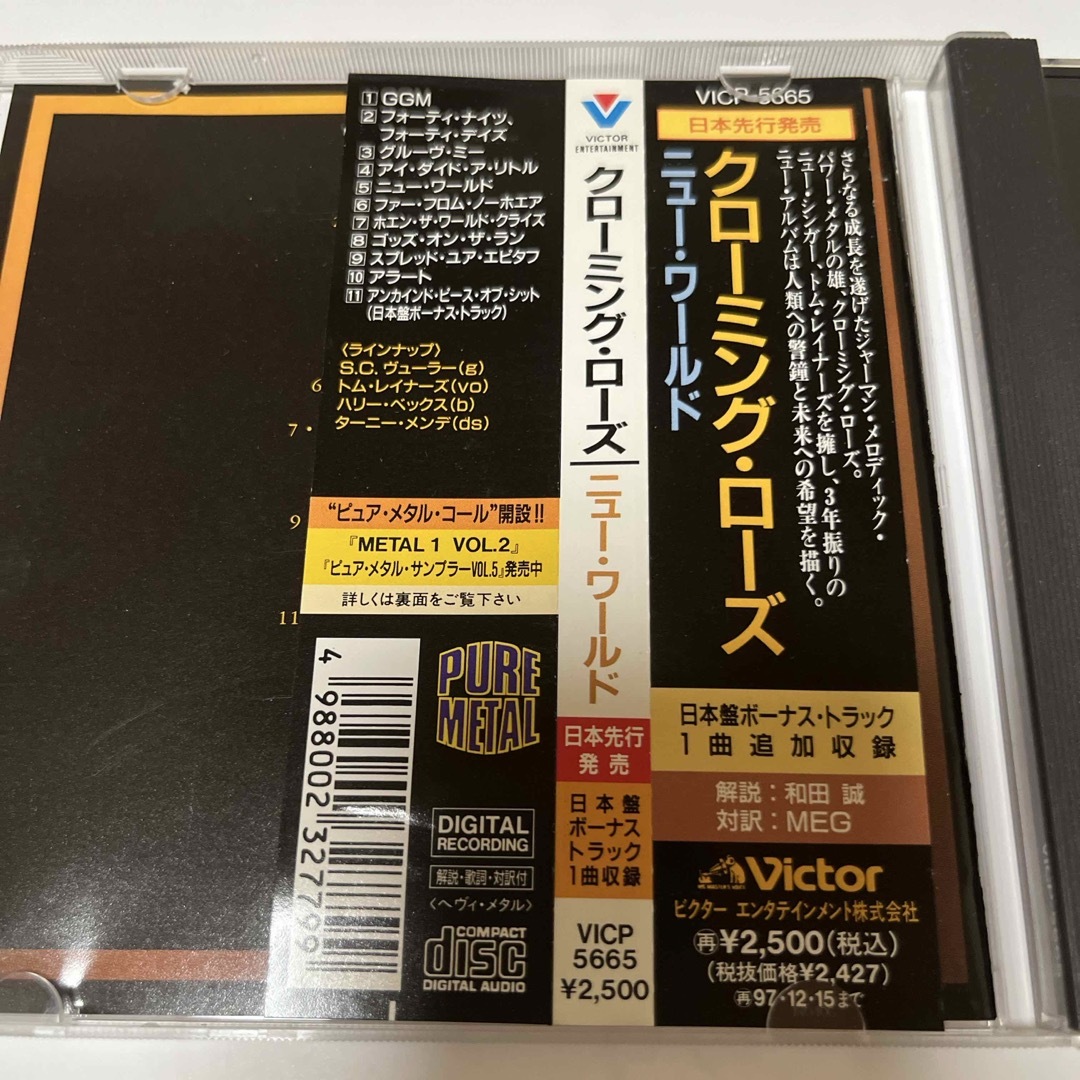 1 GGM
2 フォーティ・ナイツ、
フォーティ・デイズ
3 グルーヴ・ミー
4 アイ・ダイド・ア・リトル
5 ニュー・ワールド
6 ファー・フロム・ノーホエア
7 ホエン・ザ・ワールド・クライズ
8 ゴッズ・オン・ザ・ラン
9 スプレッド・ユア・エピタフ
10 アラート
11 アンカインド・ピース・オブ・シット
(日本盤ボーナス・トラック)
〈ラインナップ〉
S.C. ヴューラー(g)
トム・レイナーズ(vo)
ハリー・ベックス(b)
ターニー・メンデ(ds)
6
7・
9
11
“ピュア・メタル・コール”開設!!
『METAL 1 VOL.2』
『ピュア・メタル・サンプラーVOL.5』発売中
詳しくは裏面をご覧下さい
4 988002 327799
PURE
METAL
DIGITAL
RECORDING
解説・歌詞・対訳付
〈ヘヴィ・メタル〉
COMPACT
disc
DIGITAL AUDIO
VICTOR
ENTERTAINMENT
クローミング・ローズ
ニュー・ワールド
日本先行
発売
日本盤
ボーナス
トラック
1曲収録
VICP
5665
¥2,500
VICP-5665
日本先行発売
さらなる成長を遂げたジャーマン・メロディック・
パワー・メタルの雄、クローミング・ローズ。
ニュー・シンガー、トム・レイナーズを擁し、3年振りの
ニュー・アルバムは人類への警鐘と未来への希望を描く。
クローミング・ローズ
ニュー・ワールド
日本盤ボーナス・トラック
1曲追加収録
解説:和田 誠
対訳:MEG
Victor
ビクター エンタテインメント株式会社
再¥2,500(税込)
(税抜価格¥2,427)
再97・12・15まで